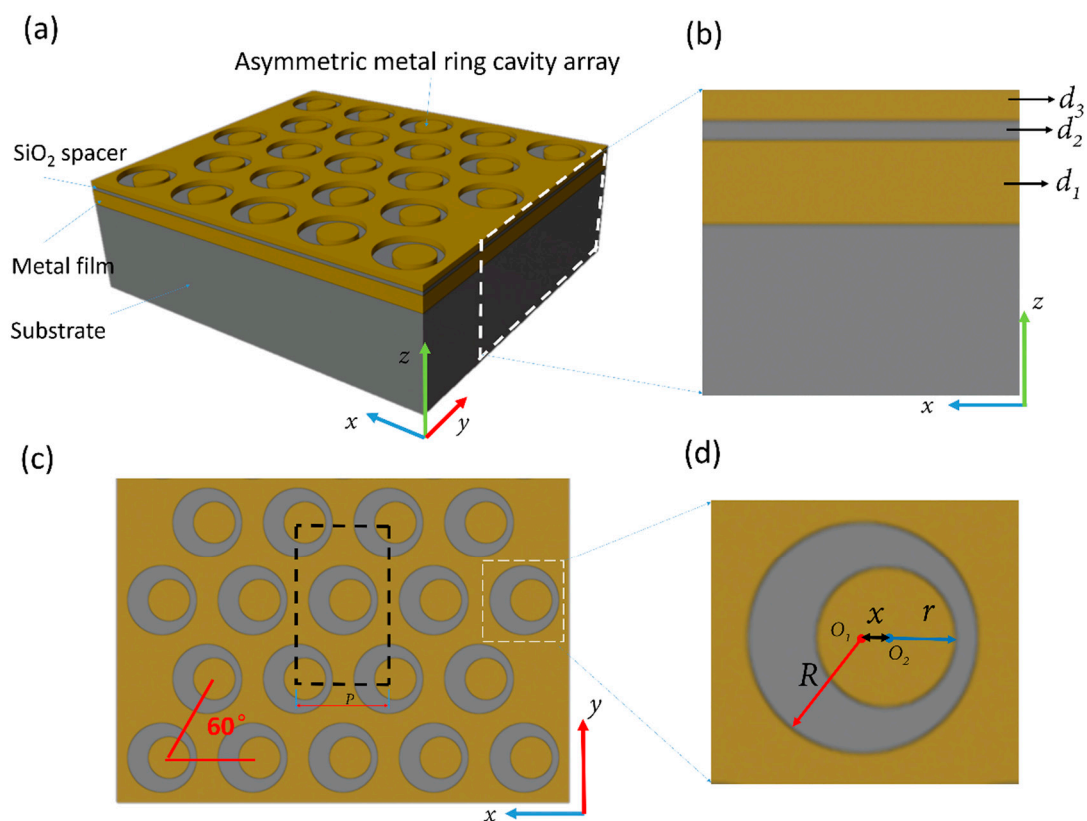 (a)
Asymmetric metal ring cavity array
SiO₂ spacer
Metal film
Substrate
z
x
y
(b)
d₃
d₂
d₁
z
x
(c)
P
60°
y
x
(d)
x
r
O₁
O₂
R